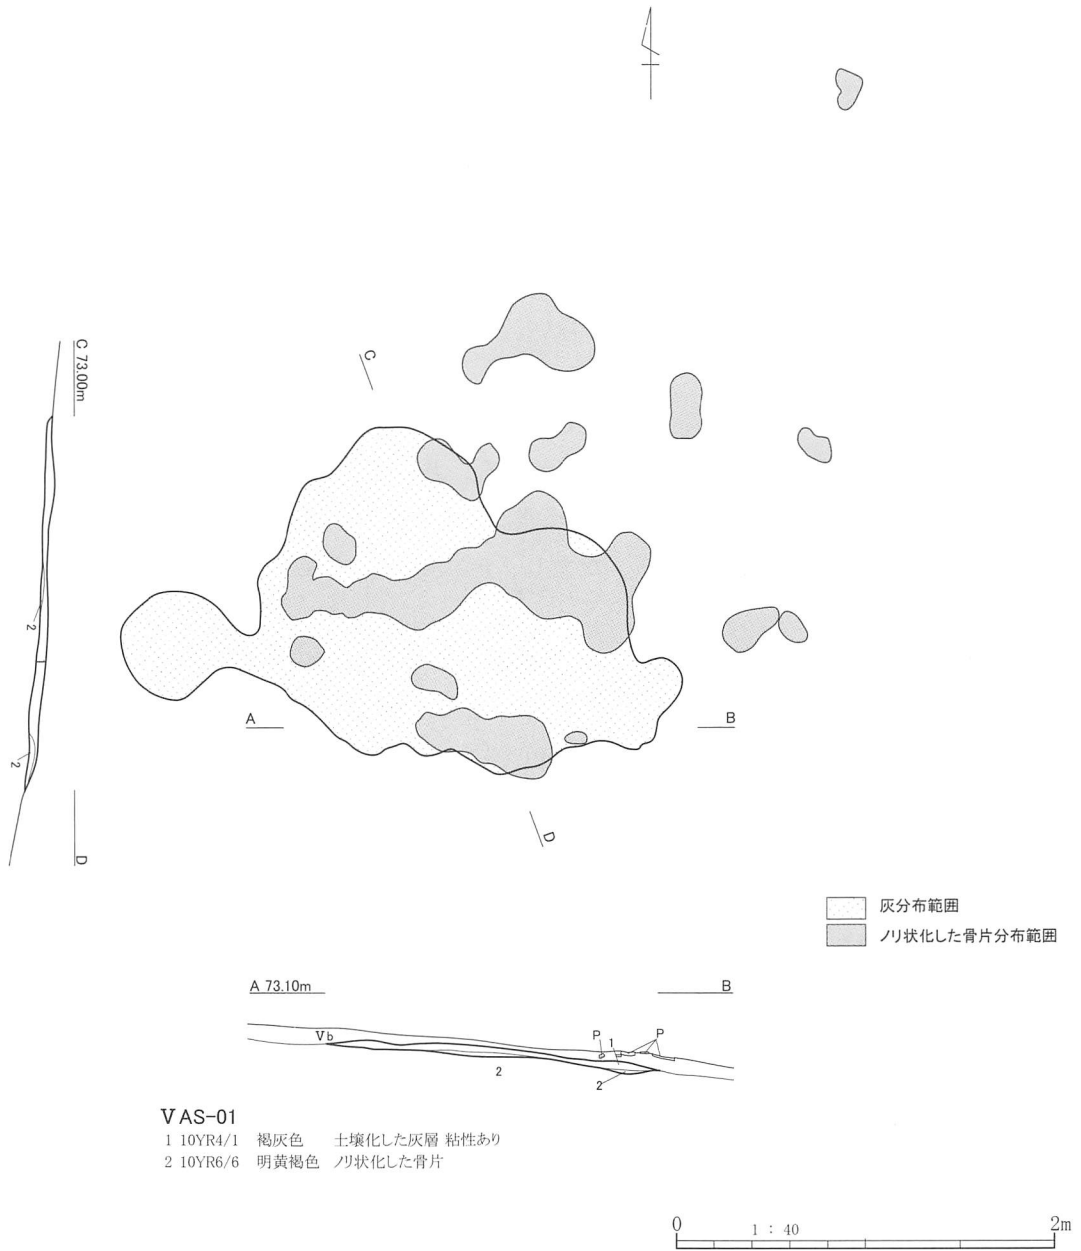 C
C 73.00m
2
2
D
A
B
D
灰分布範囲
ノリ状化した骨片分布範囲
A 73.10m
B
Ⅴb
P
1
P
2
2
ⅤAS-01
1 10YR4/1 褐灰色 土壌化した灰層 粘性あり
2 10YR6/6 明黄褐色 ノリ状化した骨片
0
1 : 40
2m